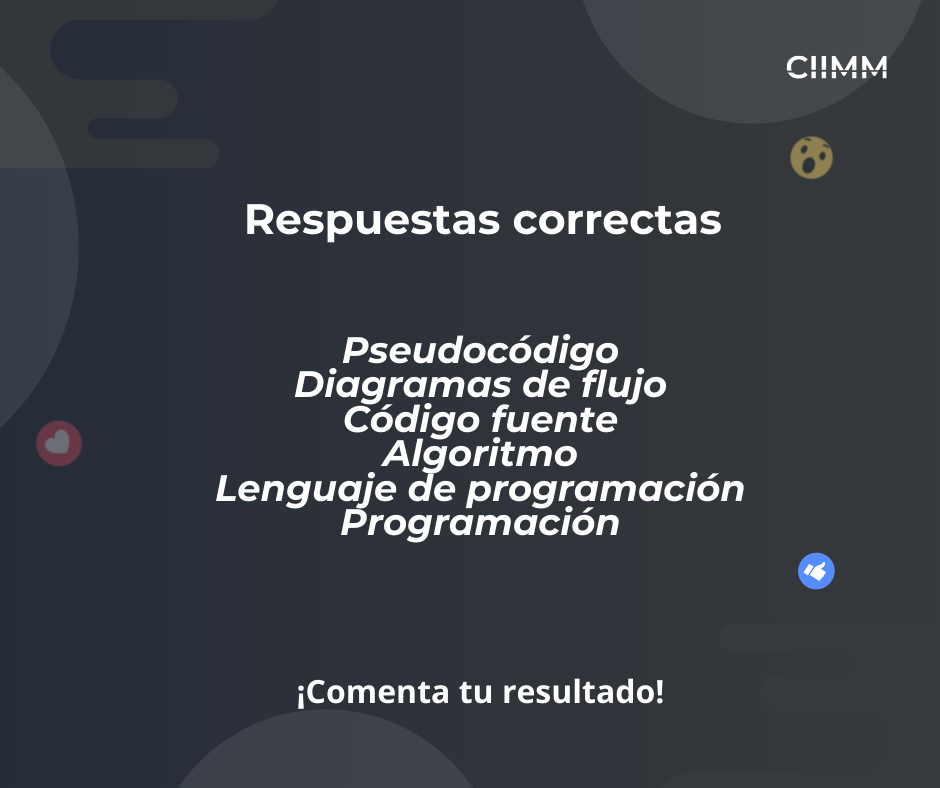 CIIMM
Respuestas correctas
Pseudocódigo
Diagramas de flujo
Código fuente
Algoritmo
Lenguaje de programación
Programación
¡Comenta tu resultado!